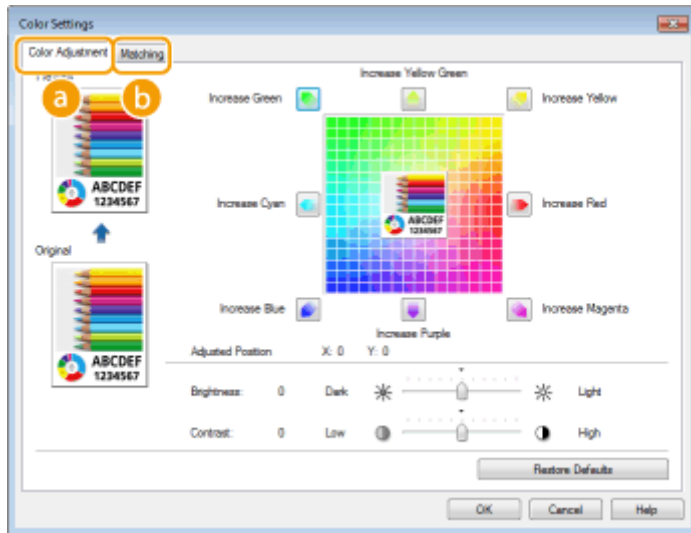 Color Settings
Color Adjustment Matching
a b
Increase Yellow Green
Increase Green Increase Yellow
ABCDEF
1234567
Increase Cyan Increase Red
ABCDEF
1234567
Original
Increase Blue Increase Magenta
Increase Purple
ABCDEF
1234567
Adjusted Position X: 0 Y: 0
Brightness: 0 Dark Light
Contrast: 0 Low High
Restore Defaults
OK Cancel Help